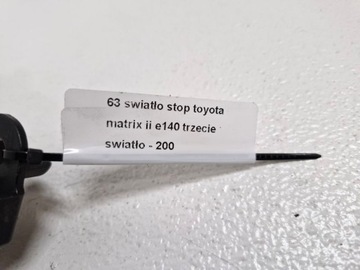 63 swiatło stop toyota
matrix ii e140 trzecie
swiatło - 200